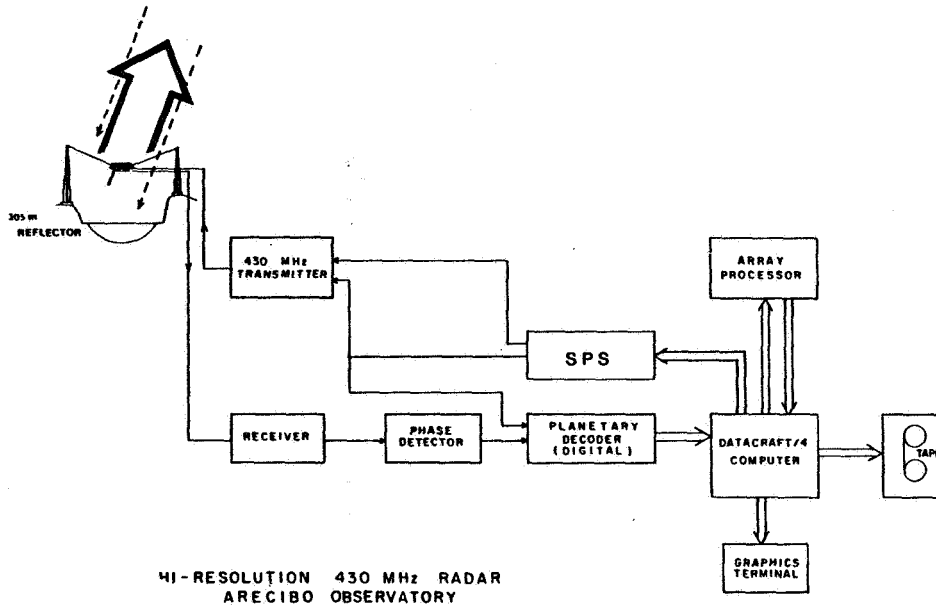 305 m
REFLECTOR
430 MHz
TRANSMITTER
ARRAY
PROCESSOR
SPS
RECEIVER
PHASE
DETECTOR
PLANETARY
DECODER
(DIGITAL)
DATACRAFT/4
COMPUTER
TAPE
GRAPHICS
TERMINAL
HI-RESOLUTION 430 MHz RADAR
ARECIBO OBSERVATORY